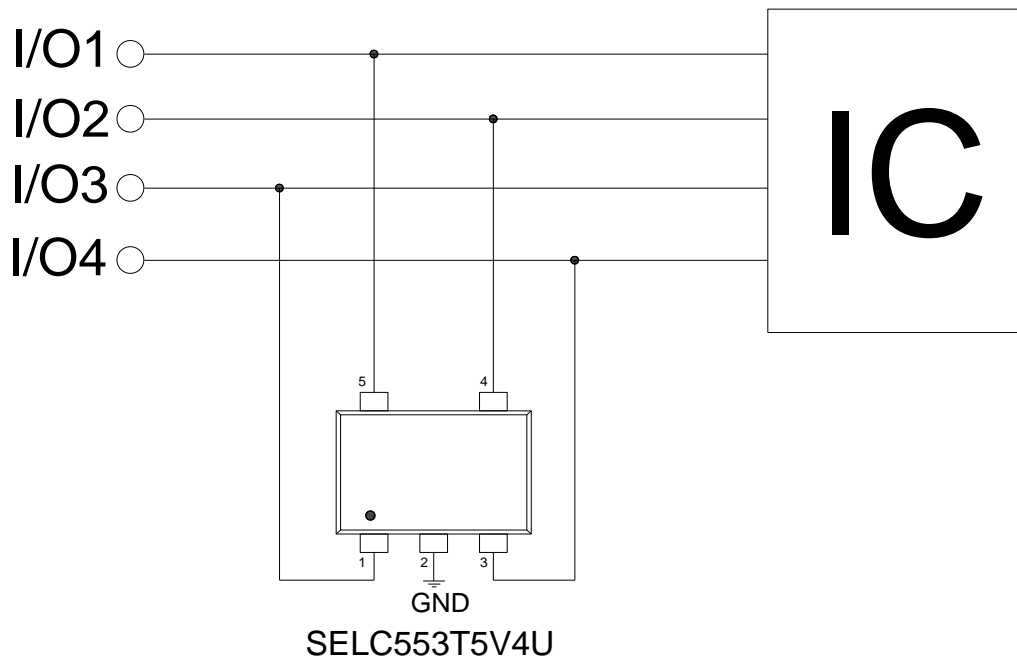 I/O1
I/O2
I/O3
I/O4
IC
5 4
1 2 3
GND
SELC553T5V4U